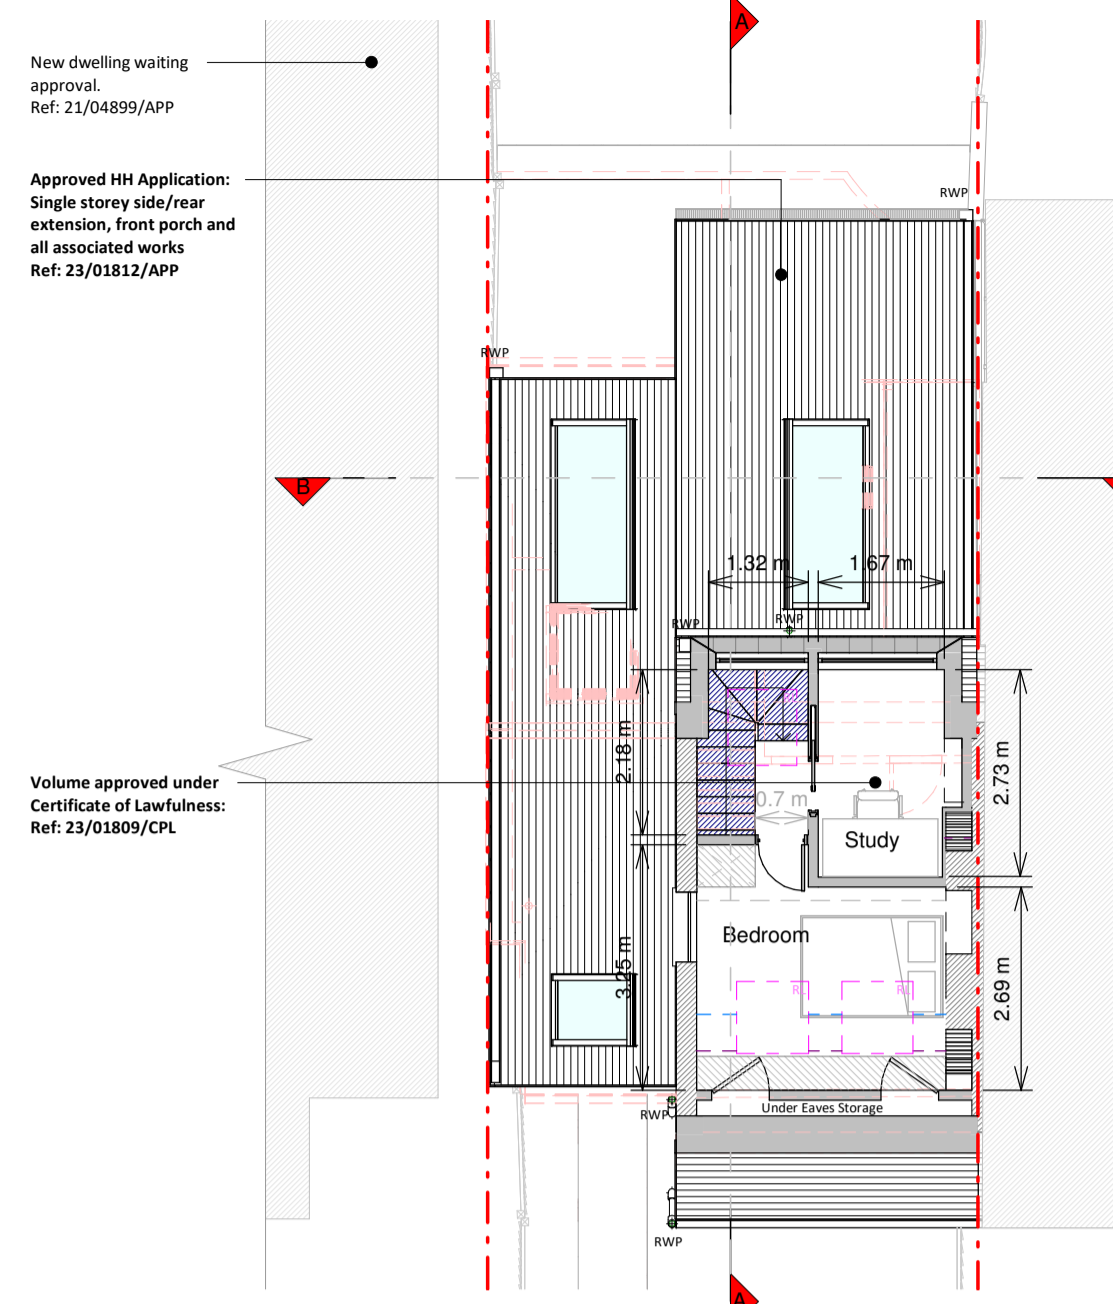 A
New dwelling waiting
approval.
Ref: 21/04899/APP
Approved HH Application:
Single storey side/rear
extension, front porch and
all associated works
Ref: 23/01812/APP
RWP
RWP
B
1.32 m
1.67 m
RWP
RWP
2.18 m
2.73 m
Volume approved under
Certificate of Lawfulness:
Ref: 23/01809/CPL
0.7 m
Study
Bedroom
3.25 m
2.69 m
RL
RL
Under Eaves Storage
RWP
RWP
A